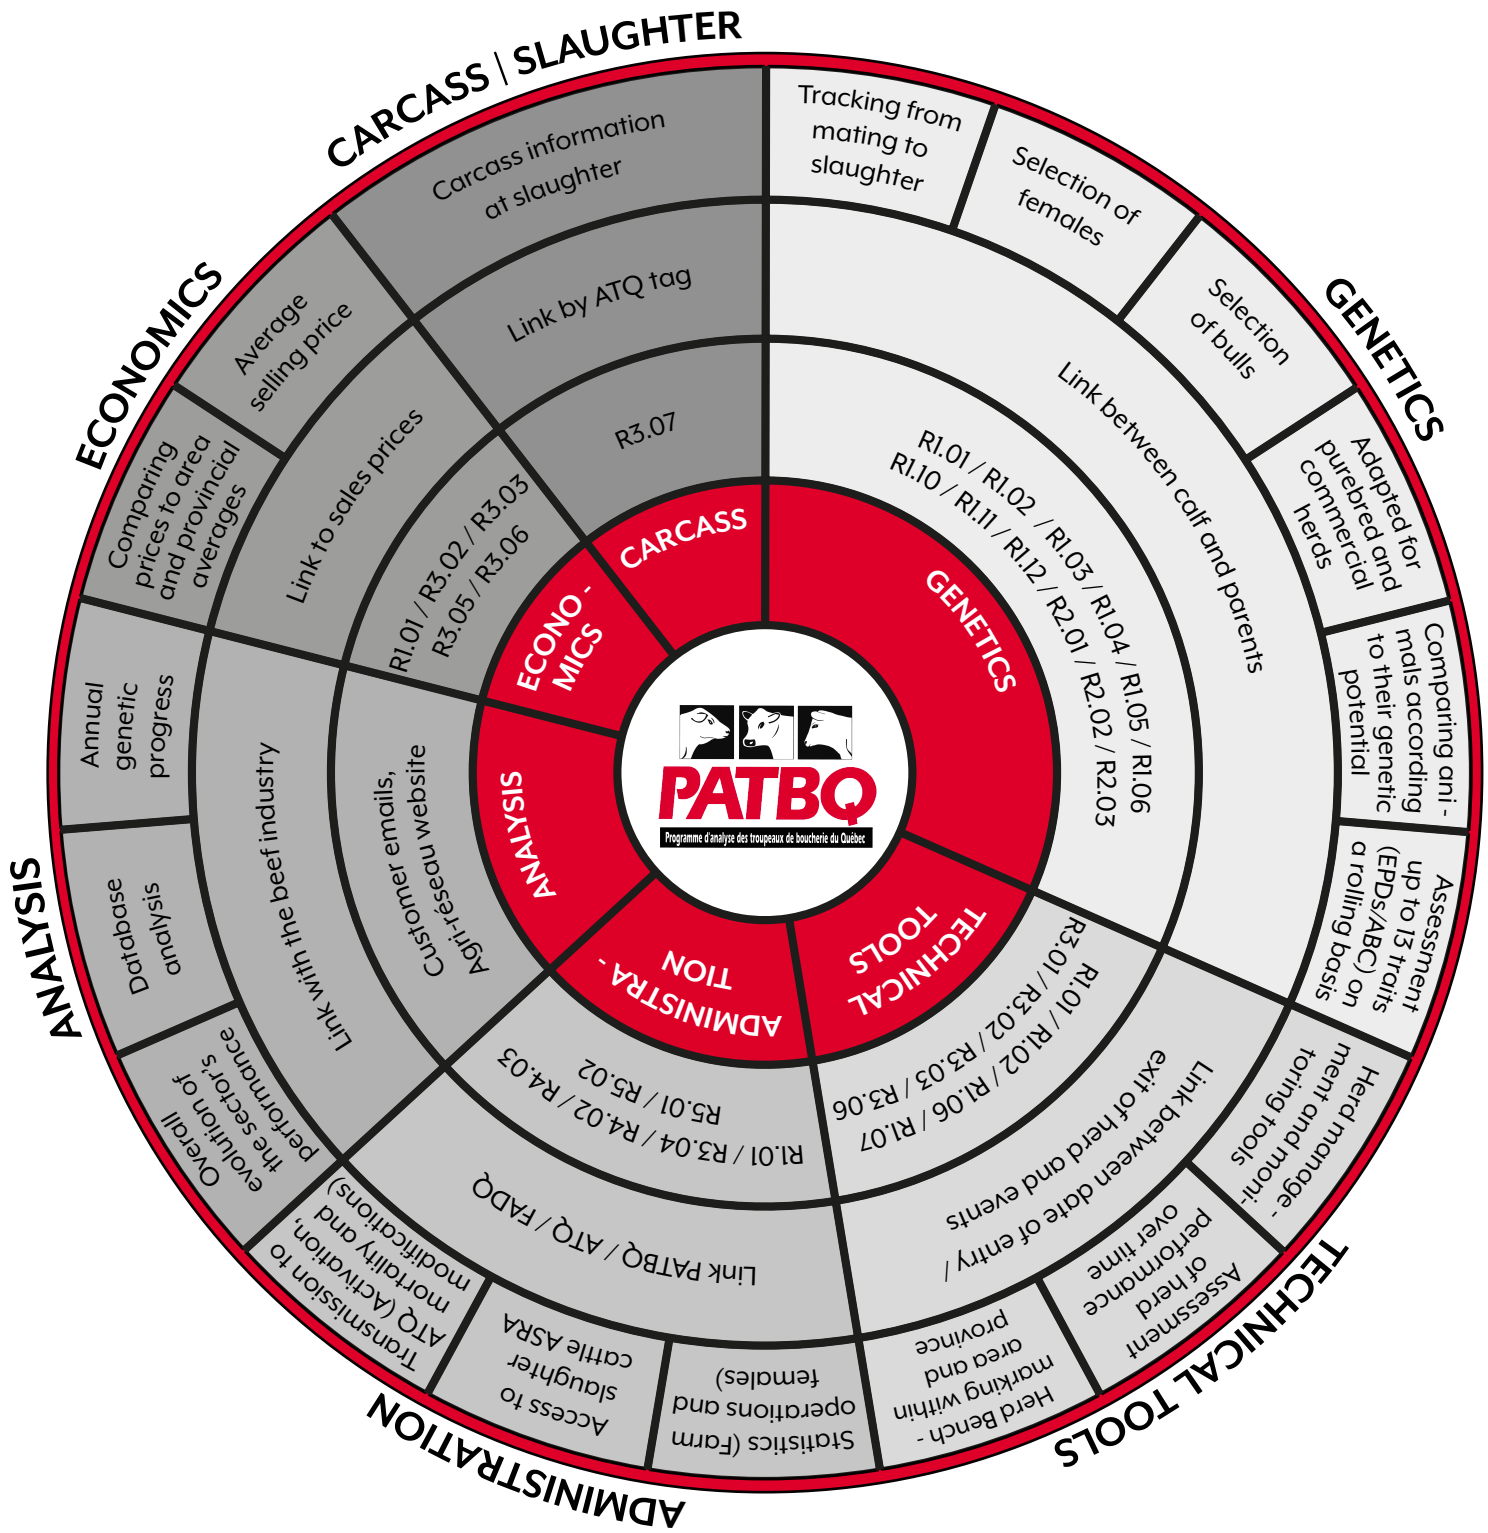 CARCASS | SLAUGHTER
Carcass information
at slaughter
Link by ATQ tag
R3.07
CARCASS
GENETICS
Tracking from
mating to
slaughter
Selection of
females
Selection
of bulls
Adapted for
purebred and
commercial
herds
Comparing ani-
mals according
to their genetic
potential
Assessment
up to 13 traits
(EPDs/ABC) on
a rolling basis
Link between calf and parents
R1.01 / R1.02 / R1.03 / R1.04 / R1.05 / R1.06
R1.10 / R1.11 / R1.12 / R2.01 / R2.02 / R2.03
GENETICS
TECHNICAL TOOLS
Herd manage-
ment and moni-
toring tools
Assessment
of herd
performance
over time
Herd Bench-
marking within
area and
province
Link between date of entry /
exit of herd and events
R1.01 / R1.02 / R1.06 / R1.07
R3.01 / R3.02 / R3.03 / R3.06
TECHNICAL
TOOLS
ADMINISTRATION
Statistics (Farm
operations and
females)
Access to
slaughter
cattle ASRA
Transmission to
ATQ (Activation,
mortality and
modifications)
Link PATBQ / ATQ / FADQ
R1.01 / R3.04 / R4.02 / R4.03
R5.01 / R5.02
ADMINISTRA-
TION
ANALYSIS
Overall
evolution of
the sector's
performance
Database
analysis
Annual
genetic
progress
Link with the beef industry
Customer emails,
Agri-réseau website
ANALYSIS
ECONOMICS
Comparing
prices to area
and provincial
averages
Average
selling price
Link to sales prices
R1.01 / R3.02 / R3.03
R3.05 / R3.06
ECONO-
MICS
PATBQ
Programme d'analyse des troupeaux de boucherie du Québec